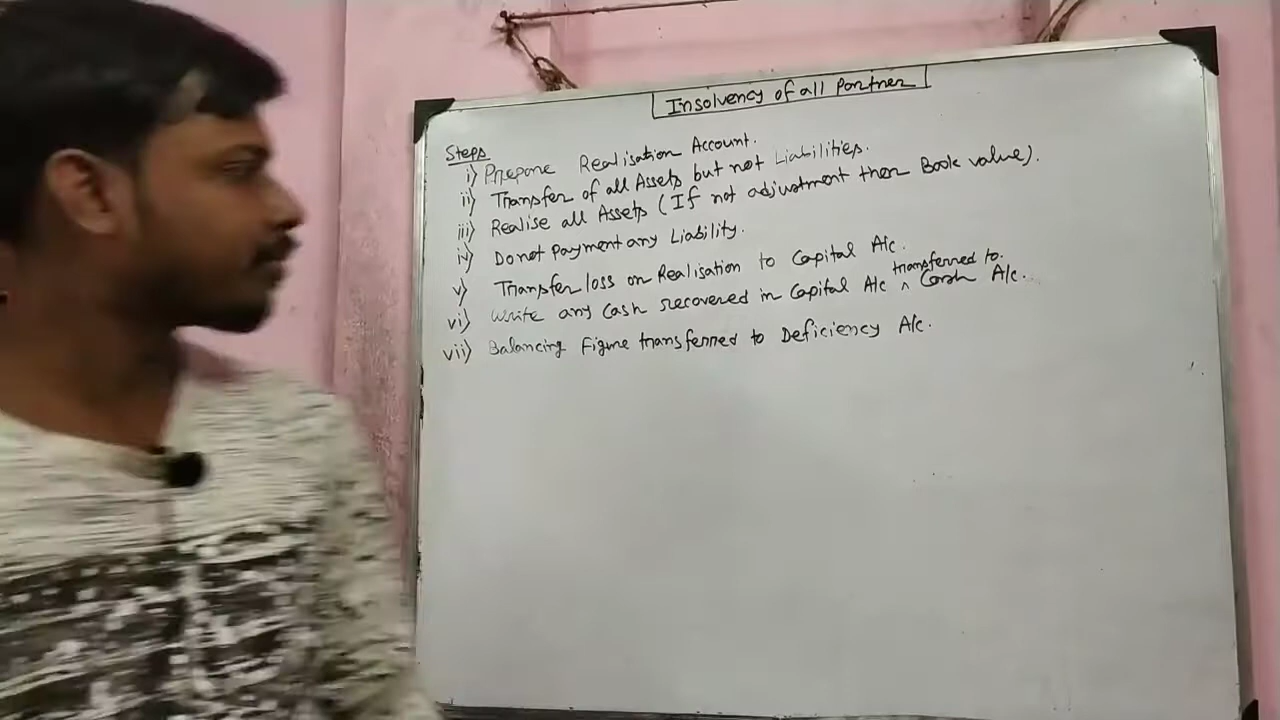 Insolvency of all Partner
Steps
i) Prepare Realisation Account.
ii) Transfer of all Assets but not Liabilities.
iii) Realise all Assets (If not adjustment then Book value).
iv) Do not Payment any Liability.
v) Transfer loss on Realisation to Capital A/c.
vi) Write any Cash recovered in Capital A/c ^ transferred to. Cash A/c.
vii) Balancing Figure transferred to Deficiency A/c.